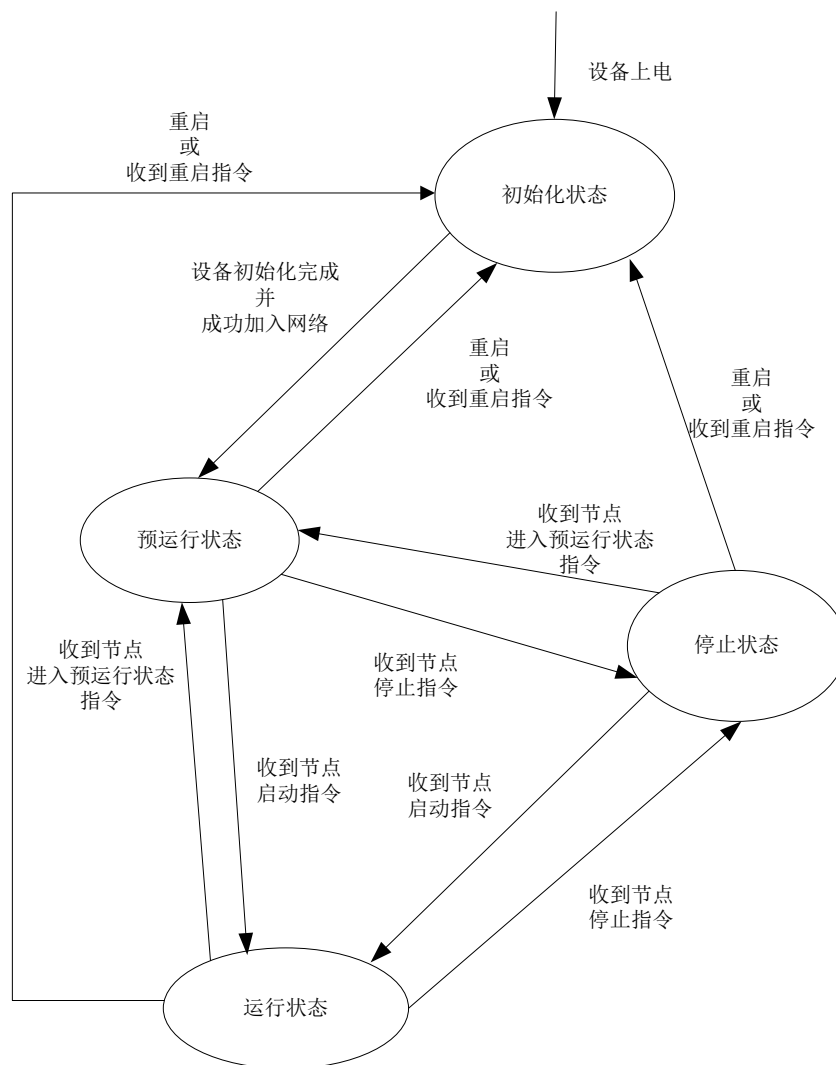 设备上电
重启
或
收到重启指令
初始化状态
设备初始化完成
并
成功加入网络
重启
或
收到重启指令
重启
或
收到重启指令
收到节点
进入预运行状态
指令
预运行状态
停止状态
收到节点
进入预运行状态
指令
收到节点
停止指令
收到节点
启动指令
收到节点
启动指令
收到节点
停止指令
运行状态